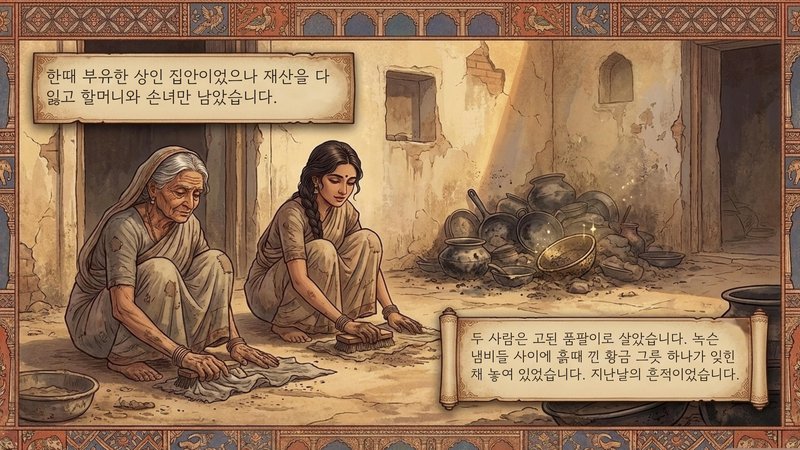 한때 부유한 상인 집안이었으나 재산을 다
잃고 할머니와 손녀만 남았습니다.
두 사람은 고된 품팔이로 살았습니다. 녹슨
냄비들 사이에 흙때 낀 황금 그릇 하나가 잊힌
채 놓여 있었습니다. 지난날의 흔적이었습니다.